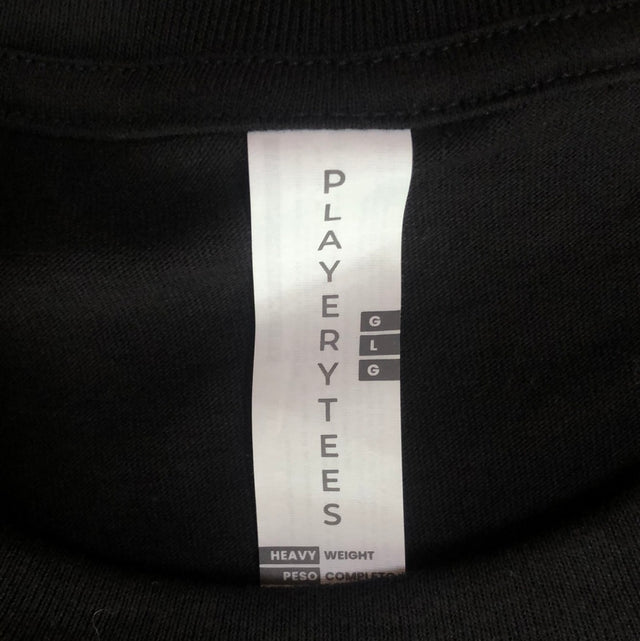 PLAYERYTEES
G
L
G
HEAVY WEIGHT
PESO COMPLETO